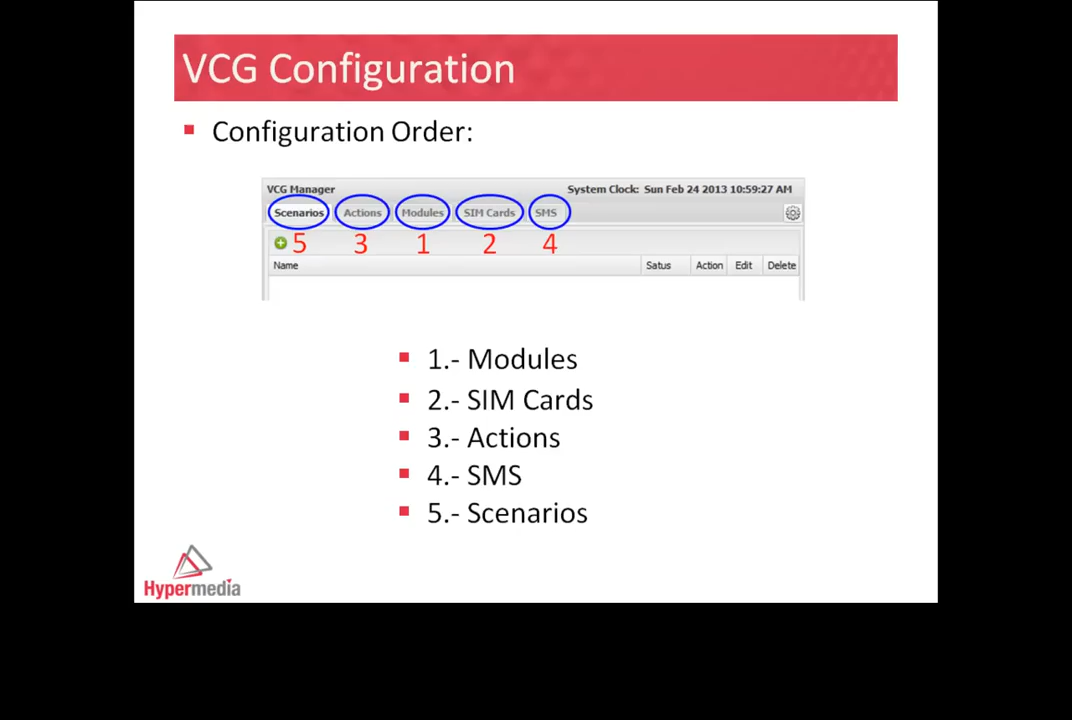 VCG Configuration
Configuration Order:
VCG Manager System Clock: Sun Feb 24 2013 10:59:27 AM
Scenarios Actions Modules SIM Cards SMS
5 3 1 2 4
Name Satus Action Edit Delete
1.- Modules
2.- SIM Cards
3.- Actions
4.- SMS
5.- Scenarios
Hypermedia